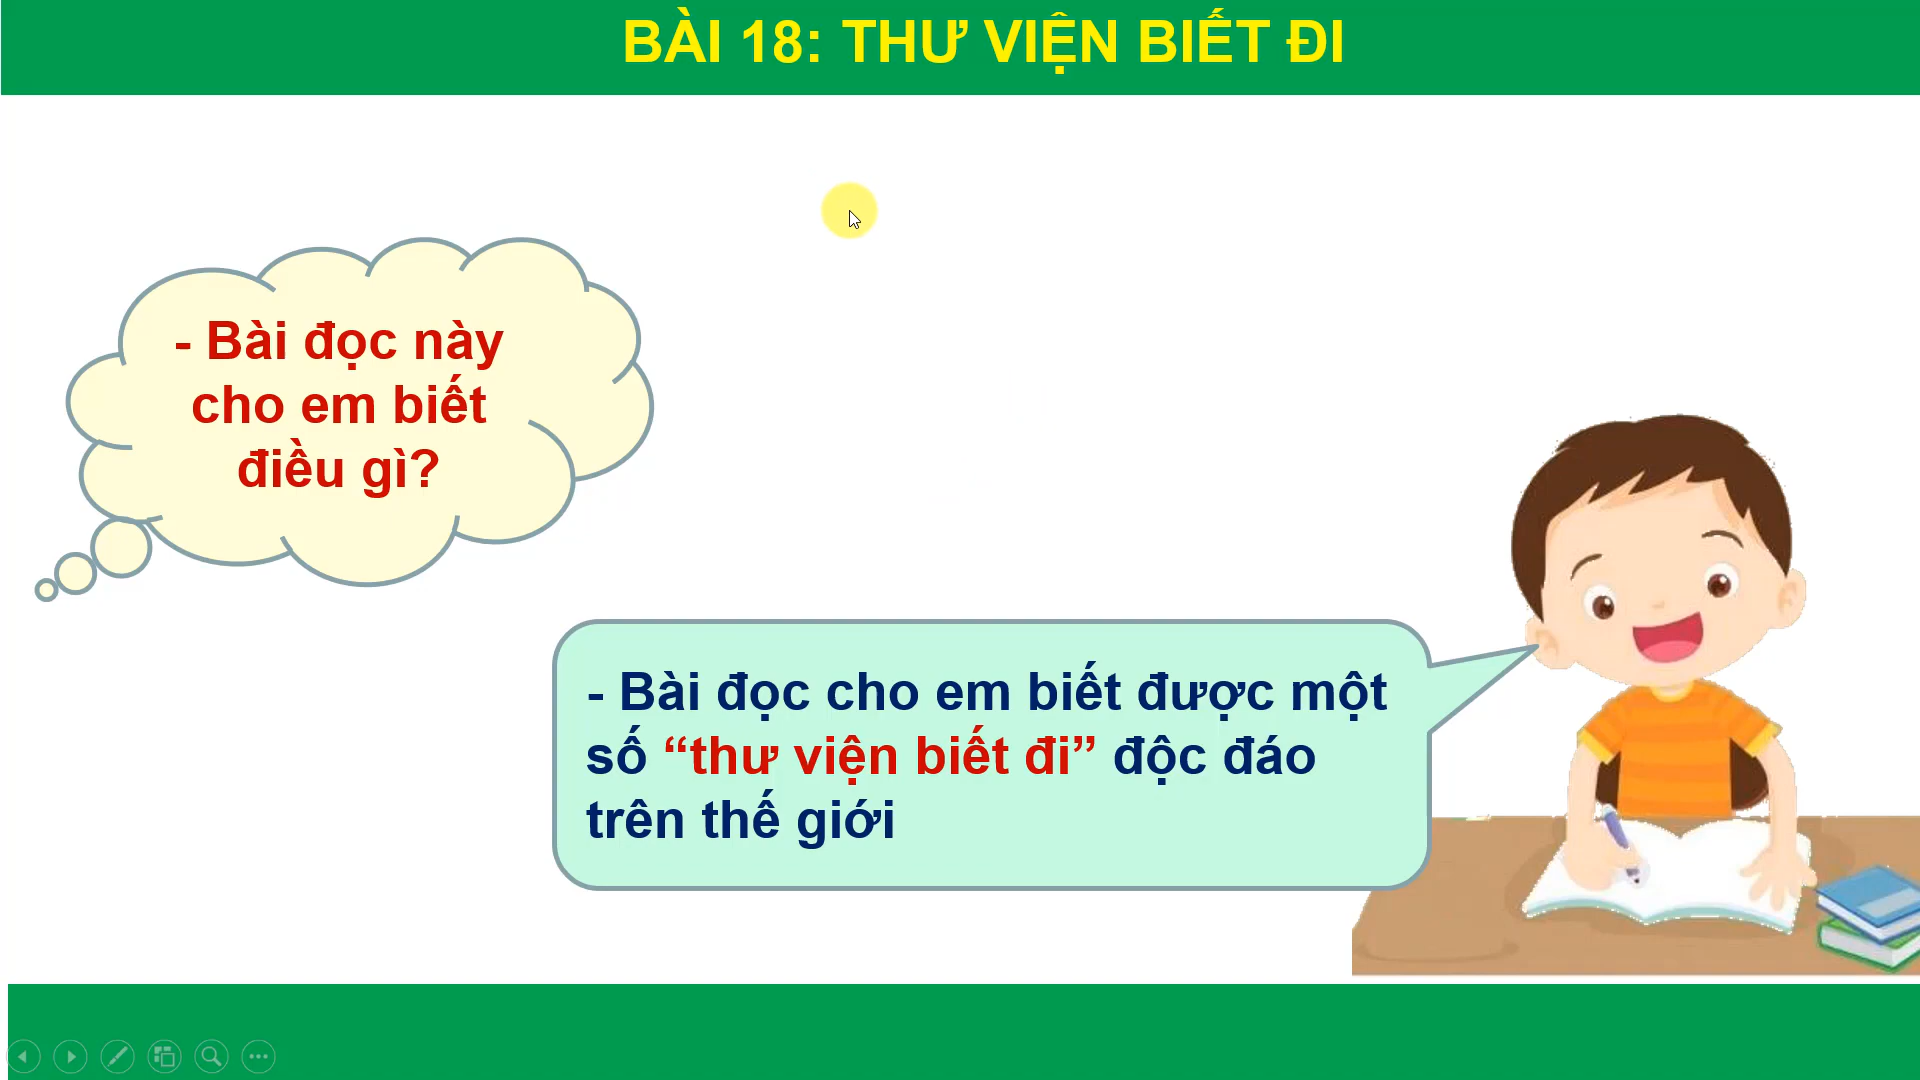 BÀI 18: THƯ VIỆN BIẾT ĐI
- Bài đọc này
cho em biết
điều gì?
- Bài đọc cho em biết được một
số “thư viện biết đi” độc đáo
trên thế giới